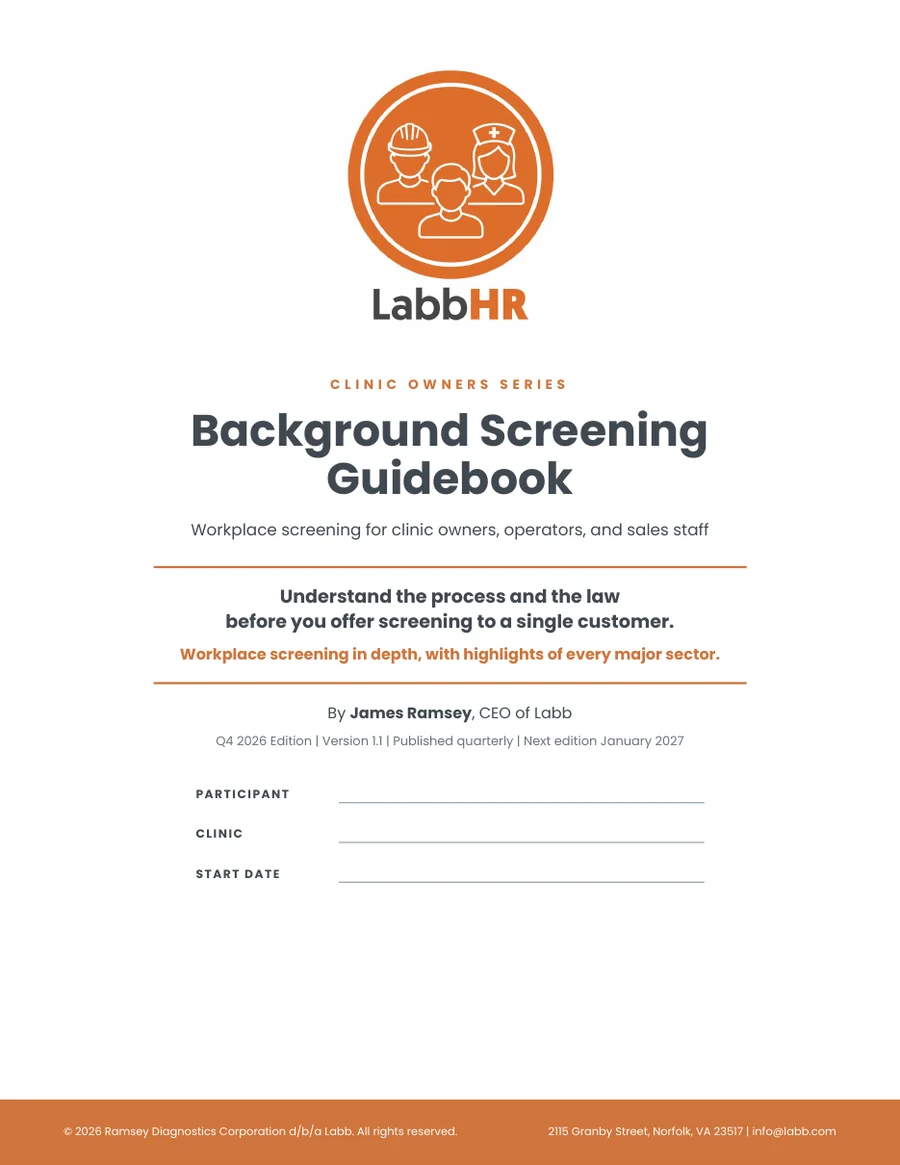 LabbHR
CLINIC OWNERS SERIES
Background Screening
Guidebook
Workplace screening for clinic owners, operators, and sales staff
Understand the process and the law
before you offer screening to a single customer.
Workplace screening in depth, with highlights of every major sector.
By James Ramsey, CEO of Labb
Q4 2026 Edition | Version 1.1 | Published quarterly | Next edition January 2027
PARTICIPANT
CLINIC
START DATE
© 2026 Ramsey Diagnostics Corporation d/b/a Labb. All rights reserved.
2115 Granby Street, Norfolk, VA 23517 | info@labb.com